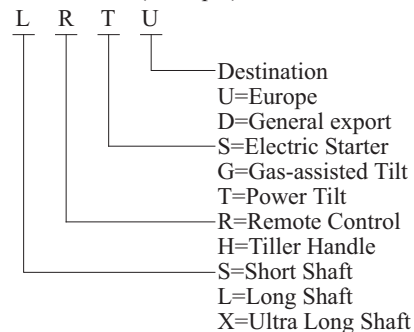 L R T U
Destination
U=Europe
D=General export
S=Electric Starter
G=Gas-assisted Tilt
T=Power Tilt
R=Remote Control
H=Tiller Handle
S=Short Shaft
L=Long Shaft
X=Ultra Long Shaft